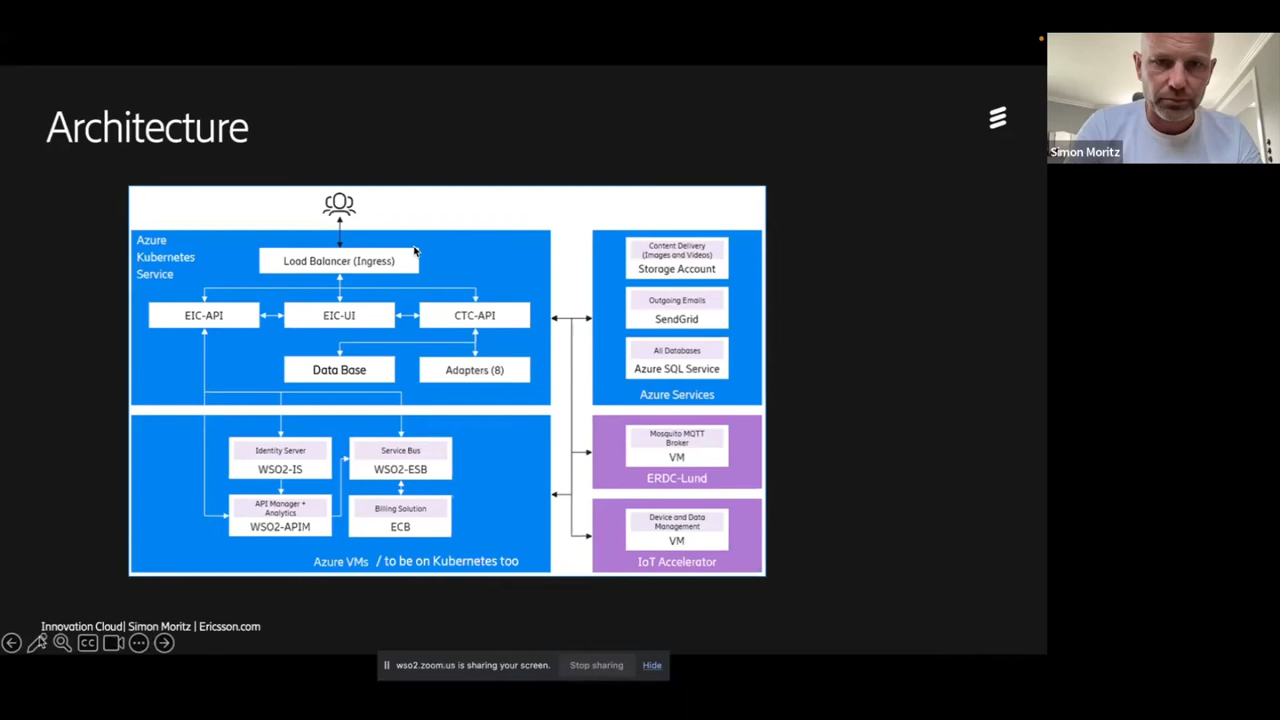 Architecture
Simon Moritz
Azure
Kubernetes
Service
Load Balancer (Ingress)
EIC-API
EIC-UI
CTC-API
Data Base
Adapters (8)
Identity Server
WSO2-IS
Service Bus
WSO2-ESB
API Manager +
Analytics
WSO2-APIM
Billing Solution
ECB
Azure VMs / to be on Kubernetes too
Content Delivery
(Images and Videos)
Storage Account
Outgoing Emails
SendGrid
All Databases
Azure SQL Service
Azure Services
Mosquito MQTT
Broker
VM
ERDC-Lund
Device and Data
Management
VM
IoT Accelerator
Innovation Cloud| Simon Moritz | Ericsson.com
CC
wso2.zoom.us is sharing your screen.
Stop sharing
Hide